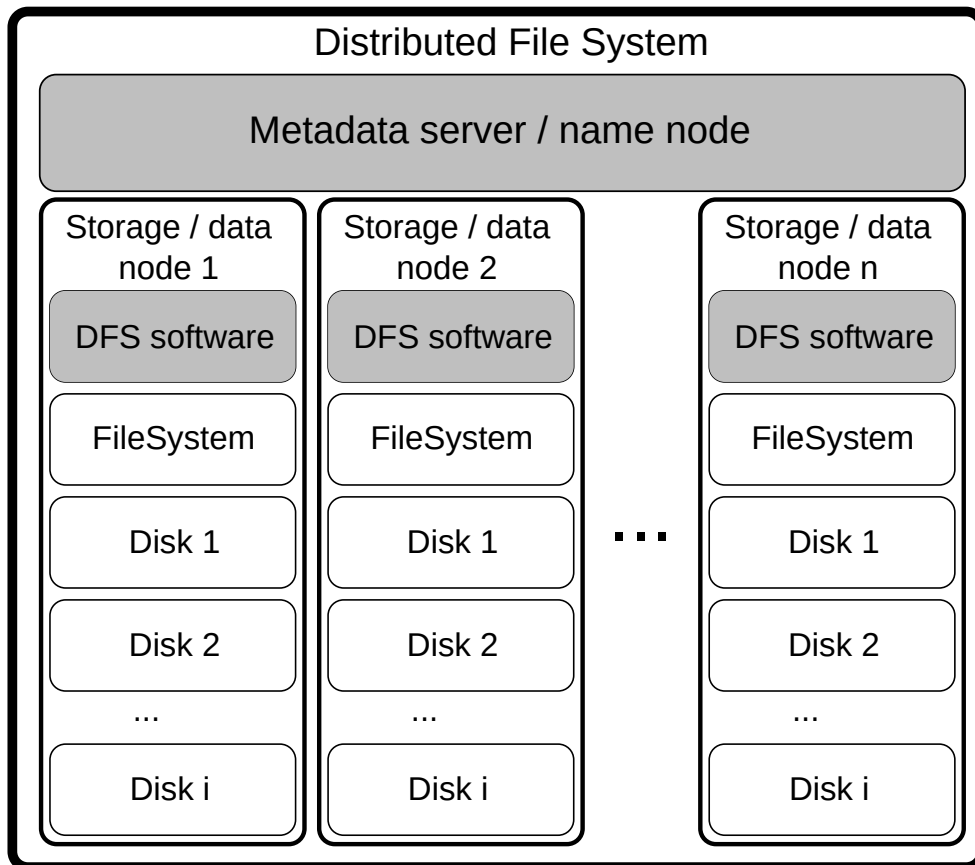 Distributed File System
Metadata server / name node
Storage / data
node 1
DFS software
FileSystem
Disk 1
Disk 2
...
Disk i
Storage / data
node 2
DFS software
FileSystem
Disk 1
Disk 2
...
Disk i
...
Storage / data
node n
DFS software
FileSystem
Disk 1
Disk 2
...
Disk i